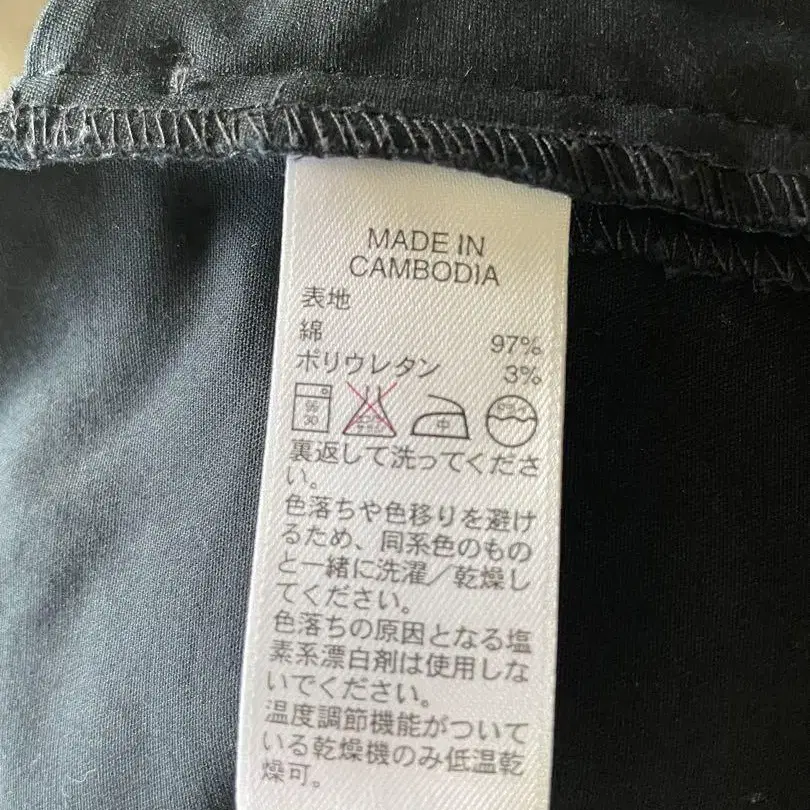 MADE IN
CAMBODIA
表地
綿 97%
ポリウレタン 3%
30
中
ドライ
裏返して洗ってくださ
い。
色落ちや色移りを避け
るため、同系色のもの
と一緒に洗濯／乾燥し
てください。
色落ちの原因となる塩
素系漂白剤は使用しな
いでください。
温度調節機能がついて
いる乾燥機のみ低温乾
燥可。